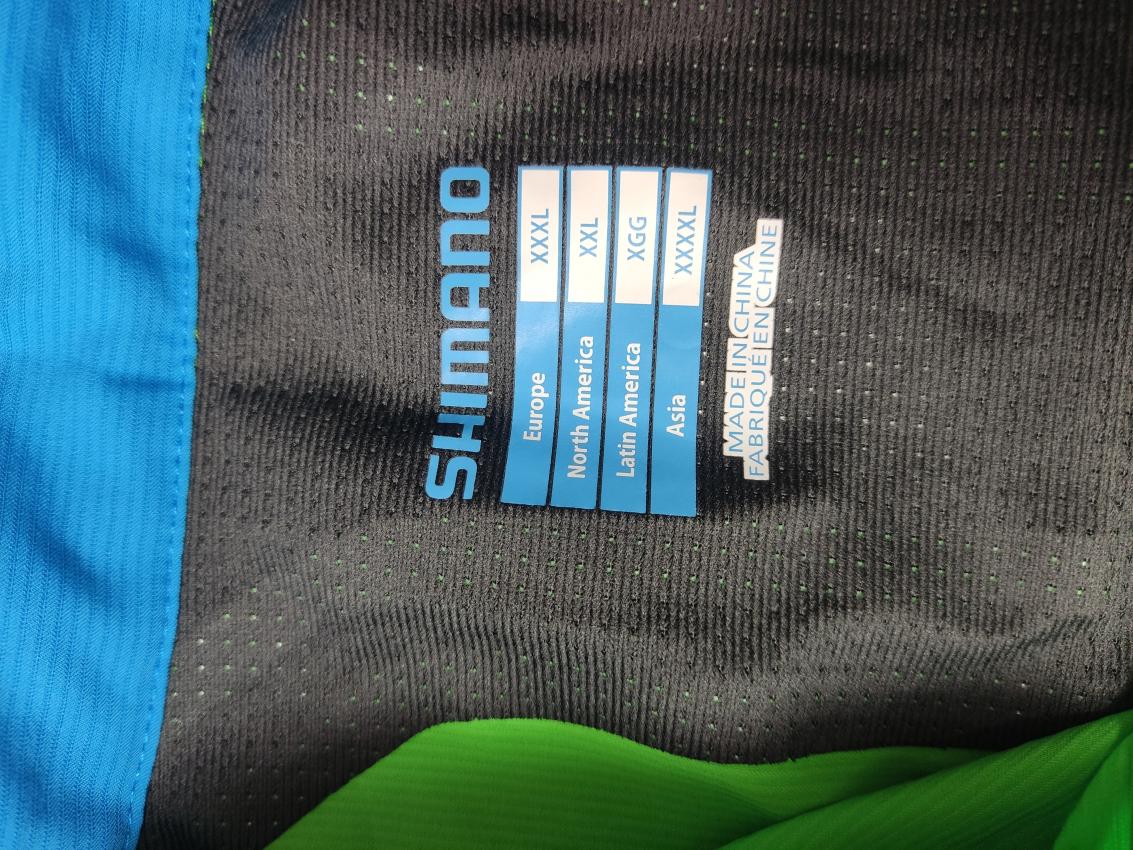 SHIMANO
Europe XXXL
North America XXL
Latin America XGG
Asia XXXXL
MADE IN CHINA
FABRIQUÉ EN CHINE